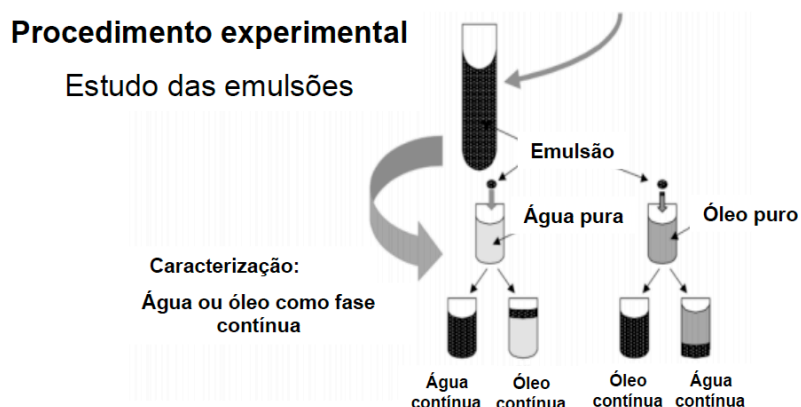 Procedimento experimental
Estudo das emulsões
Emulsão
Água pura
Óleo puro
Caracterização:
Água ou óleo como fase
contínua
Água
contínua
Óleo
contínua
Óleo
contínua
Água
contínua